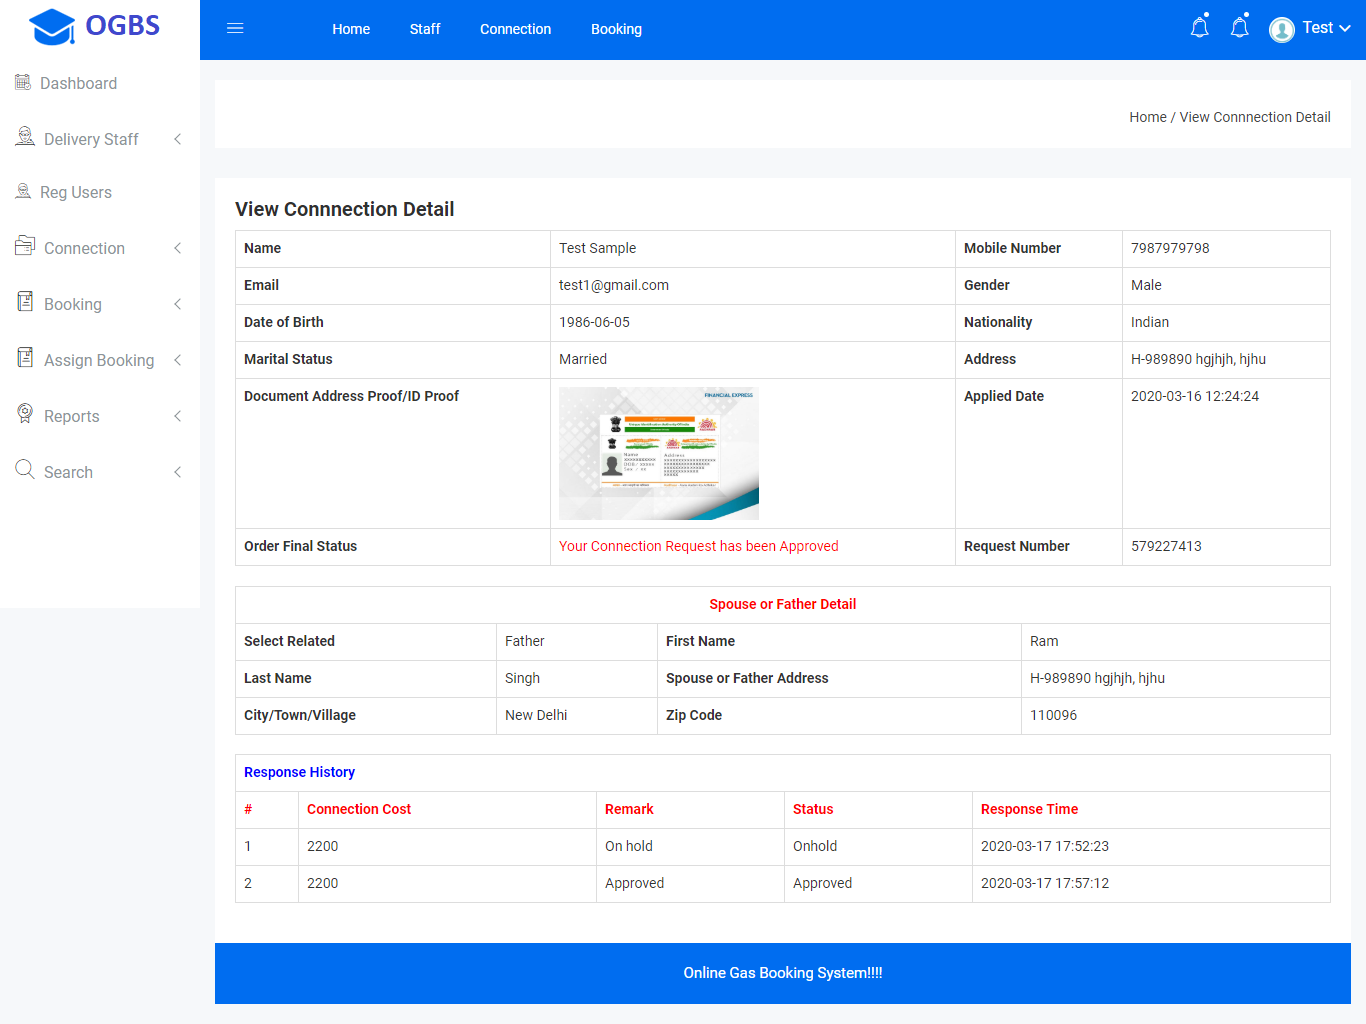 OGBS
Home Staff Connection Booking
Test
Dashboard
Delivery Staff
Reg Users
Connection
Booking
Assign Booking
Reports
Search
Home / View Connnection Detail
View Connnection Detail
Name Test Sample Mobile Number 7987979798
Email test1@gmail.com Gender Male
Date of Birth 1986-06-05 Nationality Indian
Marital Status Married Address H-989890 hgjhjh, hjhu
Document Address Proof/ID Proof Applied Date 2020-03-16 12:24:24
FINANCIAL EXPRESS
Name
Address
Order Final Status Your Connection Request has been Approved Request Number 579227413
Spouse or Father Detail
Select Related Father First Name Ram
Last Name Singh Spouse or Father Address H-989890 hgjhjh, hjhu
City/Town/Village New Delhi Zip Code 110096
Response History
# Connection Cost Remark Status Response Time
1 2200 On hold Onhold 2020-03-17 17:52:23
2 2200 Approved Approved 2020-03-17 17:57:12
Online Gas Booking System!!!!